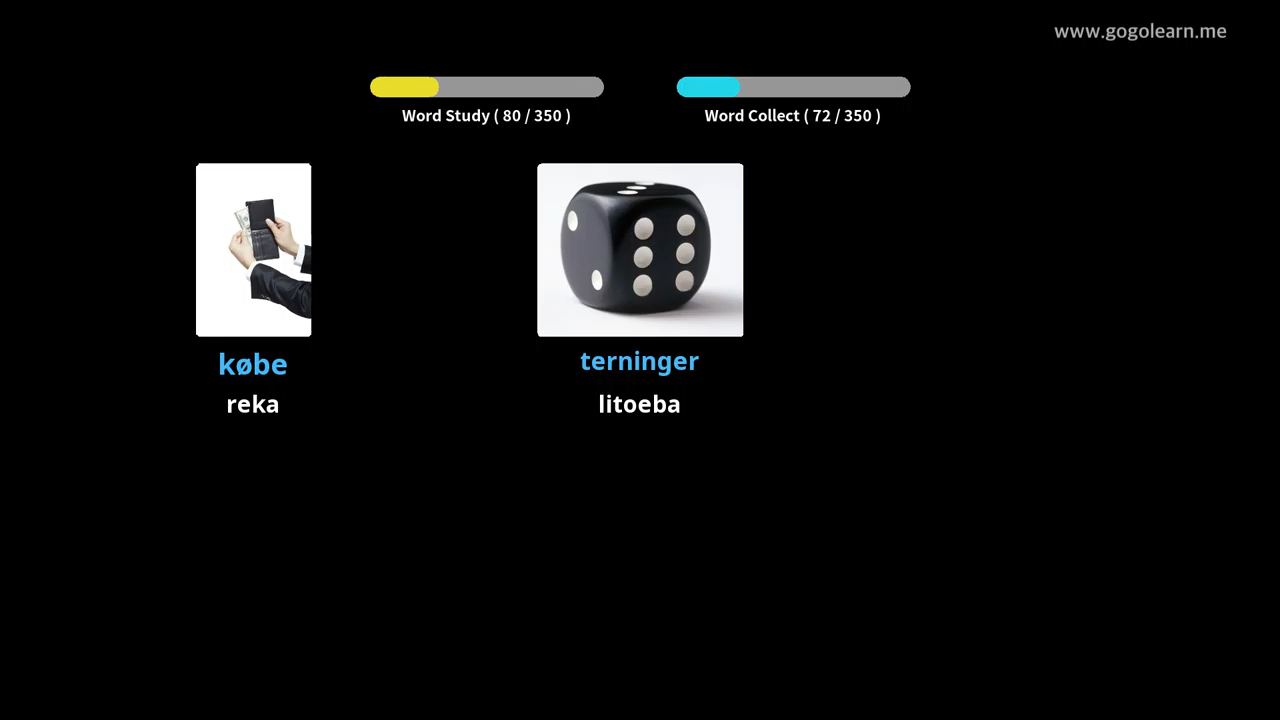 www.gogolearn.me
Word Study ( 80 / 350 )
Word Collect ( 72 / 350 )
købe
reka
terninger
litoeba